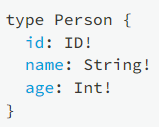 type Person {
  id: ID!
  name: String!
  age: Int!
}